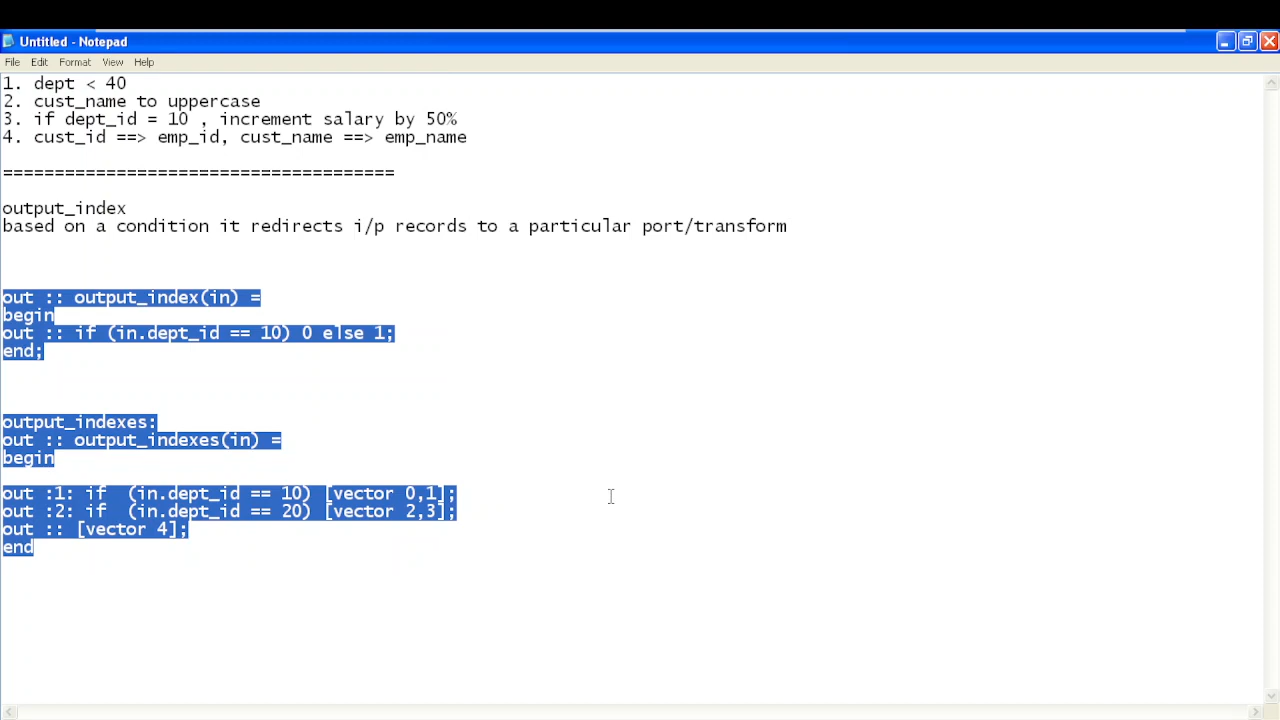 Untitled - Notepad
File Edit Format View Help
1. dept < 40
2. cust_name to uppercase
3. if dept_id = 10 , increment salary by 50%
4. cust_id ==> emp_id, cust_name ==> emp_name
======================================
output_index
based on a condition it redirects i/p records to a particular port/transform
out :: output_index(in) =
begin
out :: if (in.dept_id == 10) 0 else 1;
end;
output_indexes:
out :: output_indexes(in) =
begin
out :1: if  (in.dept_id == 10) [vector 0,1];
out :2: if  (in.dept_id == 20) [vector 2,3];
out :: [vector 4];
end